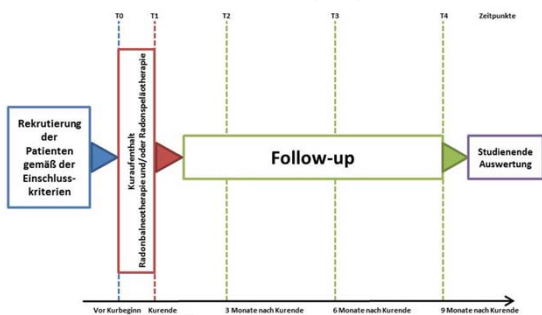 T0 T1 T2 T3 T4 Zeitpunkte
Rekrutierung
der
Patienten
gemäß der
Einschluss-
kriterien
Kuraufenthalt
Radonbalneotherapie und/oder Radonspeläotherapie
Follow-up
Studienende
Auswertung
Vor Kurbeginn Kurende 3 Monate nach Kurende 6 Monate nach Kurende 9 Monate nach Kurende